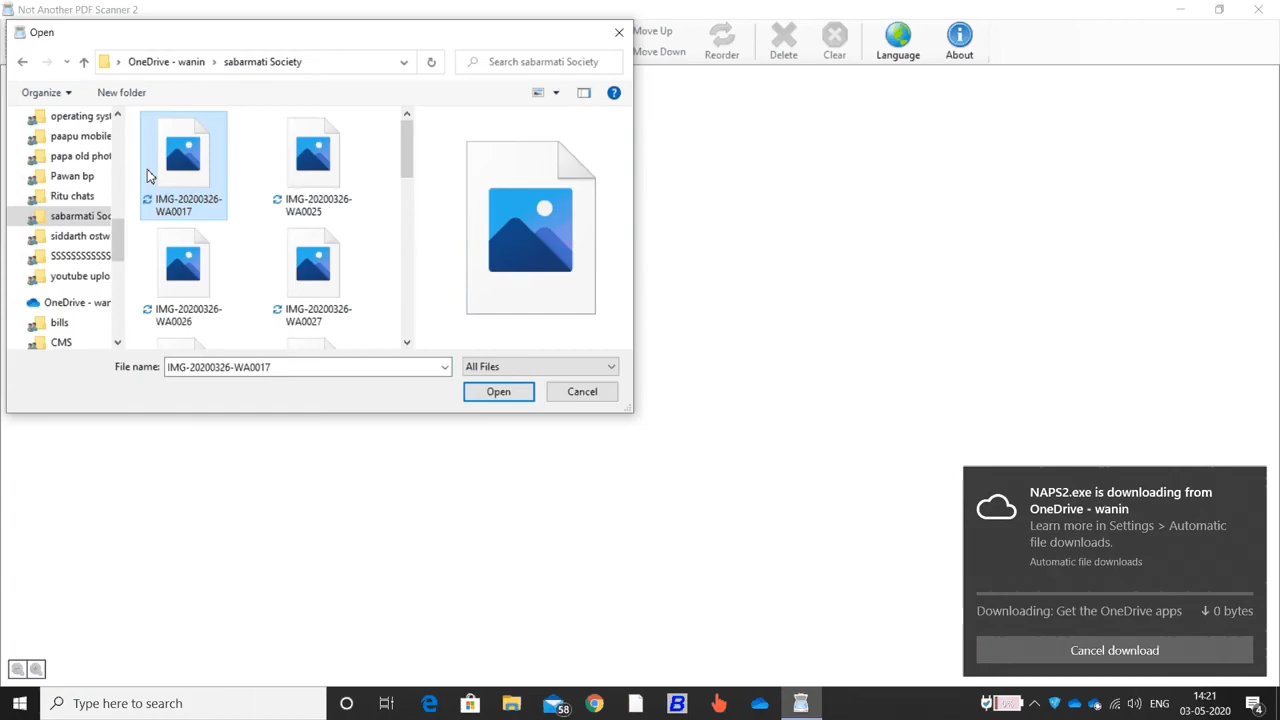 Not Another PDF Scanner 2
Open
OneDrive - wanin
sabarmati Society
Search sabarmati Society
Move Up
Move Down
Reorder
Delete
Clear
Language
About
Organize
New folder
operating syst
paapu mobile
papa old phot
Pawan bp
Ritu chats
sabarmati Soc
siddarth ostw
SSSSSSSSSSSS
youtube uplo
OneDrive - war
bills
CMS
IMG-20200326-
WA0017
IMG-20200326-
WA0025
IMG-20200326-
WA0026
IMG-20200326-
WA0027
File name:
IMG-20200326-WA0017
All Files
Open
Cancel
NAPS2.exe is downloading from
OneDrive - wanin
Learn more in Settings > Automatic
file downloads.
Automatic file downloads
Downloading: Get the OneDrive apps
0 bytes
Cancel download
Type here to search
58
B
ENG
14:21
03-05-2020
4